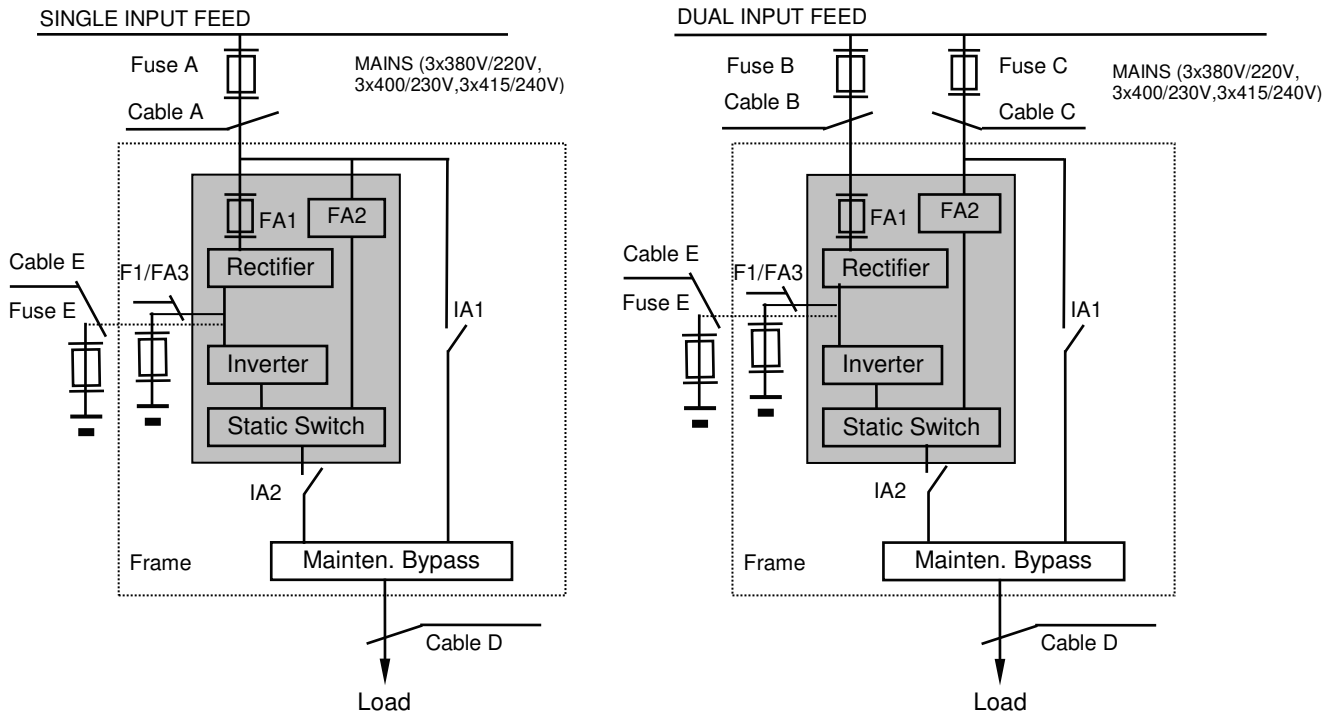 SINGLE INPUT FEED
Fuse A
MAINS (3x380V/220V,
3x400/230V,3x415/240V)
Cable A
FA1
FA2
Rectifier
Cable E
F1/FA3
Fuse E
IA1
Inverter
Static Switch
IA2
Frame
Mainten. Bypass
Cable D
Load
DUAL INPUT FEED
Fuse B
Fuse C
MAINS (3x380V/220V,
3x400/230V,3x415/240V)
Cable B
Cable C
FA1
FA2
Rectifier
Cable E
F1/FA3
Fuse E
IA1
Inverter
Static Switch
IA2
Frame
Mainten. Bypass
Cable D
Load